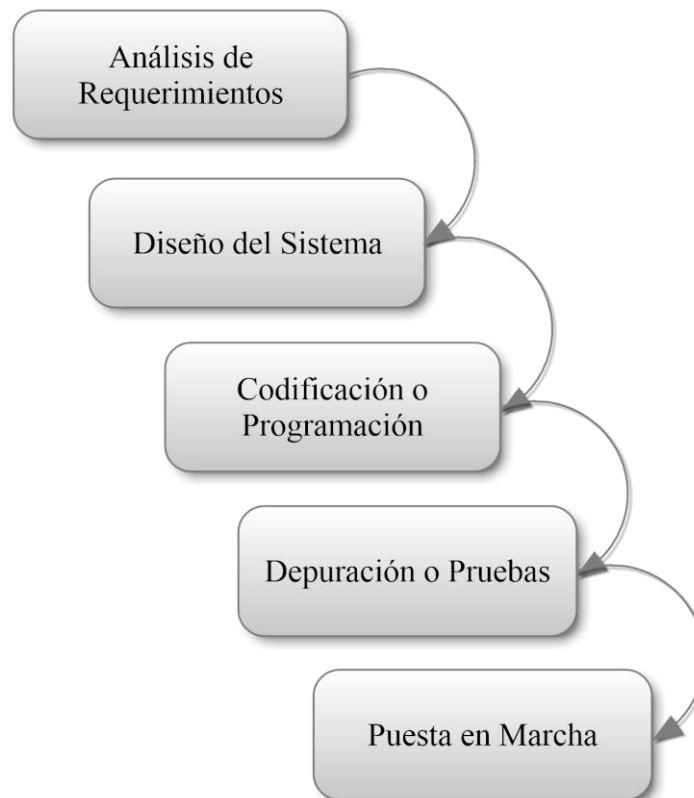 Análisis de
Requerimientos
Diseño del Sistema
Codificación o
Programación
Depuración o Pruebas
Puesta en Marcha